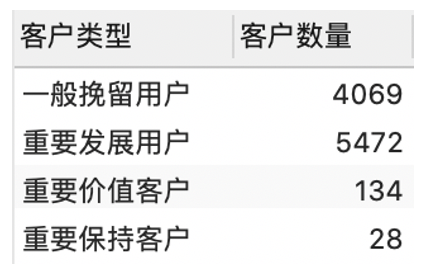 客户类型 客户数量
一般挽留用户 4069
重要发展用户 5472
重要价值客户 134
重要保持客户 28